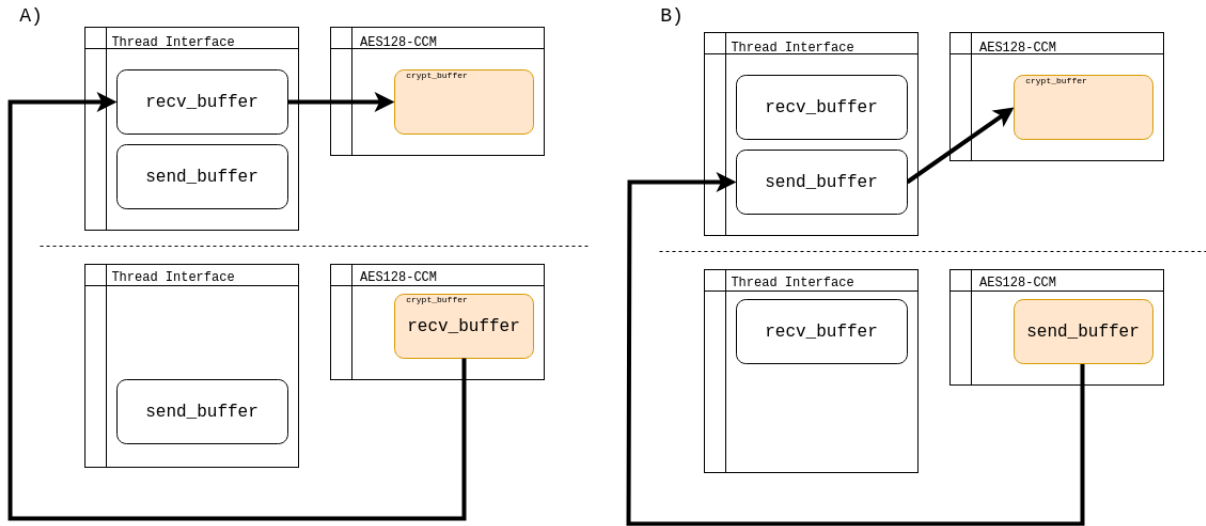 A)
Thread Interface
AES128-CCM
crypt_buffer
recv_buffer
send_buffer
Thread Interface
AES128-CCM
crypt_buffer
recv_buffer
send_buffer
B)
Thread Interface
AES128-CCM
crypt_buffer
recv_buffer
send_buffer
Thread Interface
AES128-CCM
recv_buffer
send_buffer